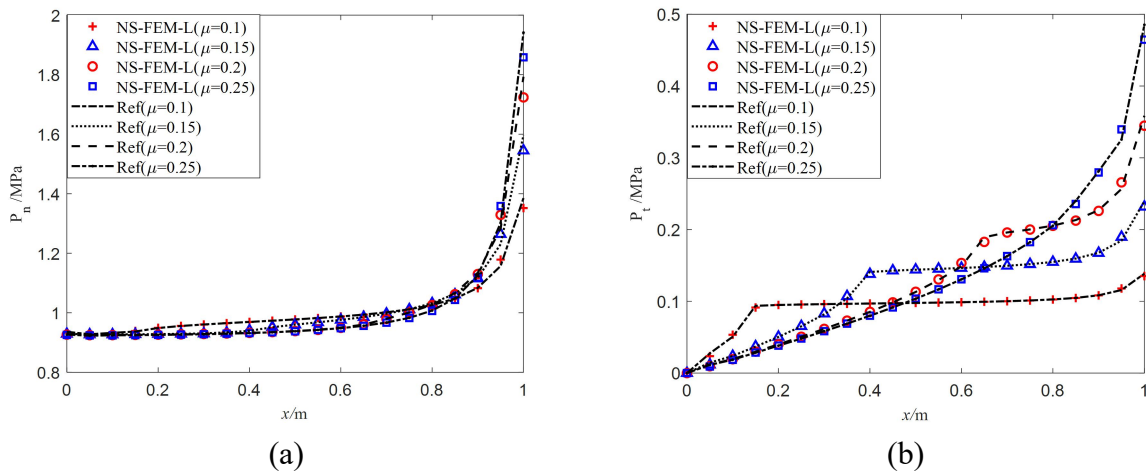 2
1.8
1.6
1.4
1.2
1
0.8
P_n /MPa
NS-FEM-L(μ=0.1)
NS-FEM-L(μ=0.15)
NS-FEM-L(μ=0.2)
NS-FEM-L(μ=0.25)
Ref(μ=0.1)
Ref(μ=0.15)
Ref(μ=0.2)
Ref(μ=0.25)
0 0.2 0.4 0.6 0.8 1
x/m
(a)
0.5
0.4
0.3
0.2
0.1
0
P_t /MPa
NS-FEM-L(μ=0.1)
NS-FEM-L(μ=0.15)
NS-FEM-L(μ=0.2)
NS-FEM-L(μ=0.25)
Ref(μ=0.1)
Ref(μ=0.15)
Ref(μ=0.2)
Ref(μ=0.25)
0 0.2 0.4 0.6 0.8 1
x/m
(b)